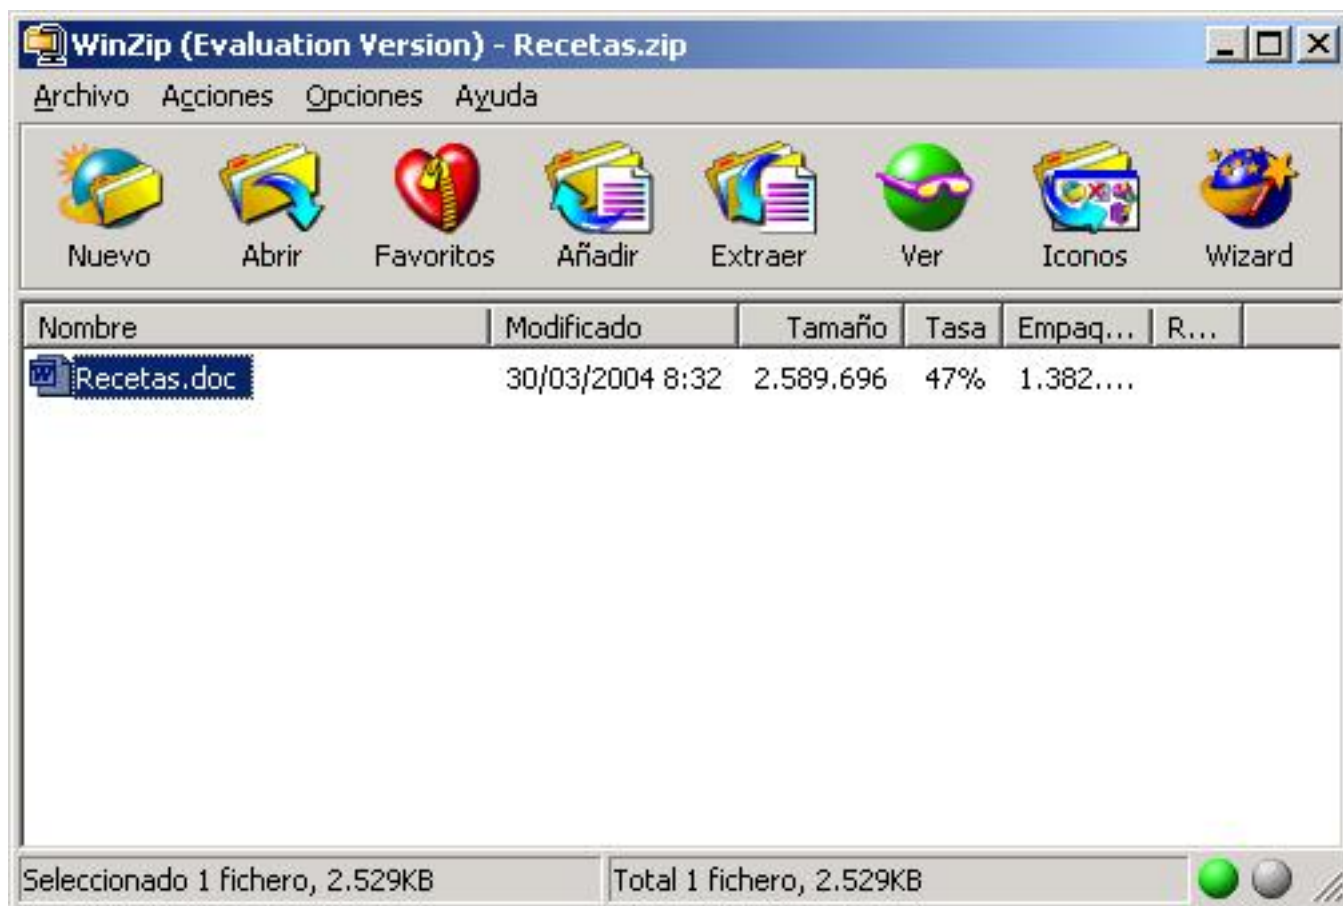 WinZip (Evaluation Version) - Recetas.zip
Archivo Acciones Opciones Ayuda
Nuevo Abrir Favoritos Añadir Extraer Ver Iconos Wizard
Nombre Modificado Tamaño Tasa Empaq... R...
Recetas.doc 30/03/2004 8:32 2.589.696 47% 1.382....
Seleccionado 1 fichero, 2.529KB Total 1 fichero, 2.529KB